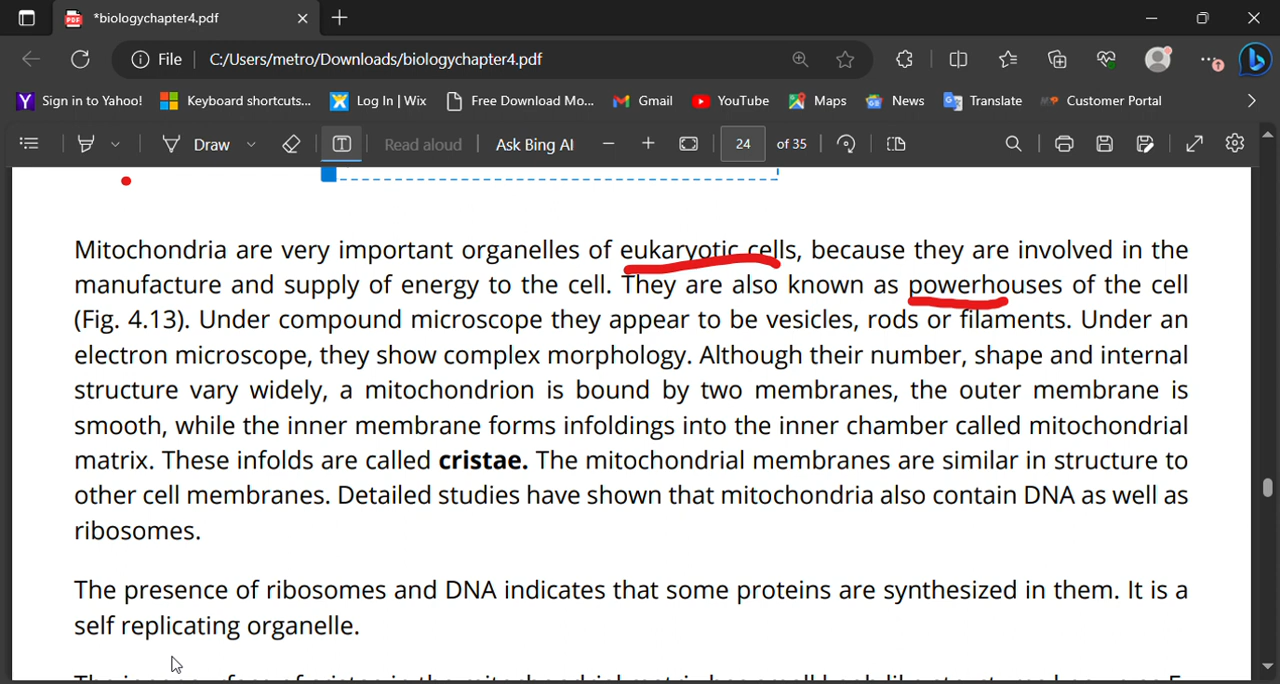 *biologychapter4.pdf
File C:/Users/metro/Downloads/biologychapter4.pdf
Sign in to Yahoo! Keyboard shortcuts... Log In | Wix Free Download Mo... Gmail YouTube Maps News Translate Customer Portal
Draw Read aloud Ask Bing AI 24 of 35
Mitochondria are very important organelles of eukaryotic cells, because they are involved in the
manufacture and supply of energy to the cell. They are also known as powerhouses of the cell
(Fig. 4.13). Under compound microscope they appear to be vesicles, rods or filaments. Under an
electron microscope, they show complex morphology. Although their number, shape and internal
structure vary widely, a mitochondrion is bound by two membranes, the outer membrane is
smooth, while the inner membrane forms infoldings into the inner chamber called mitochondrial
matrix. These infolds are called cristae. The mitochondrial membranes are similar in structure to
other cell membranes. Detailed studies have shown that mitochondria also contain DNA as well as
ribosomes.
The presence of ribosomes and DNA indicates that some proteins are synthesized in them. It is a
self replicating organelle.